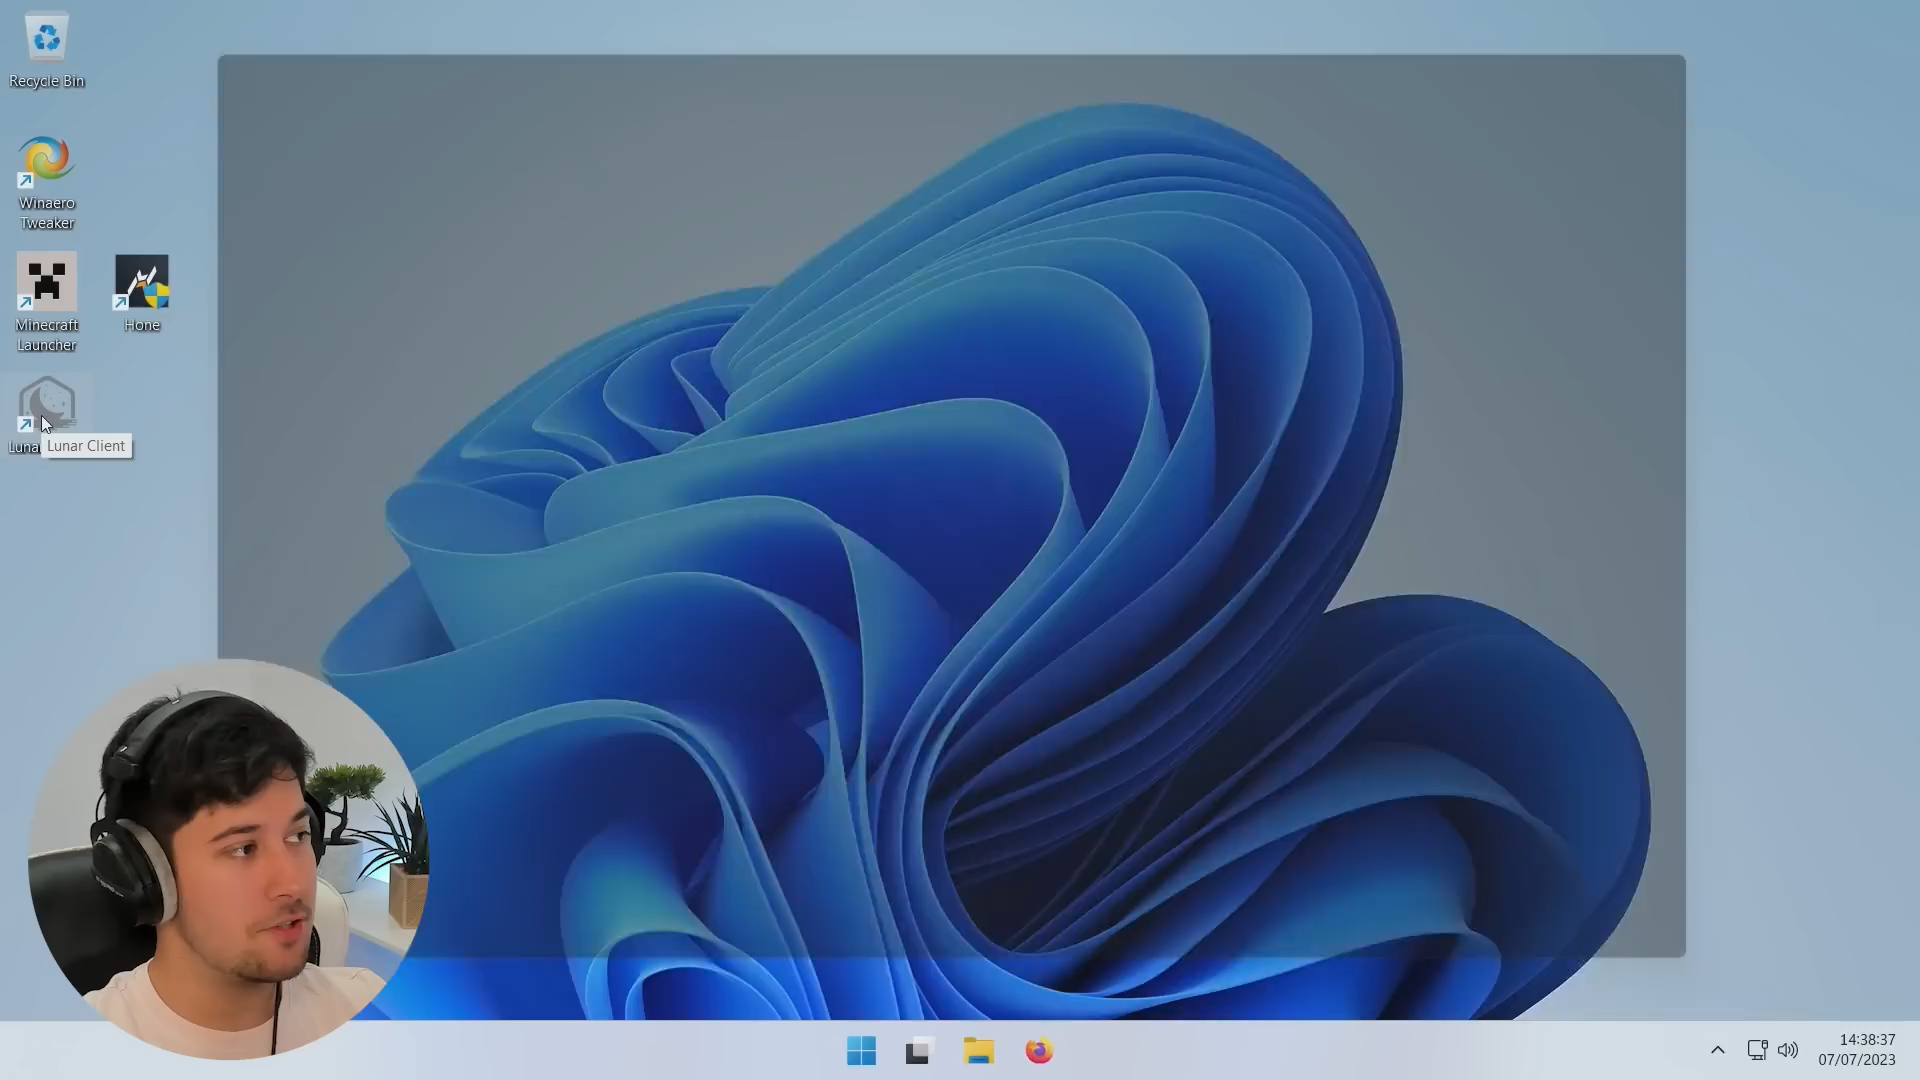 Recycle Bin
Winaero
Tweaker
Minecraft
Launcher
Hone
Luna
Lunar Client
14:38:37
07/07/2023